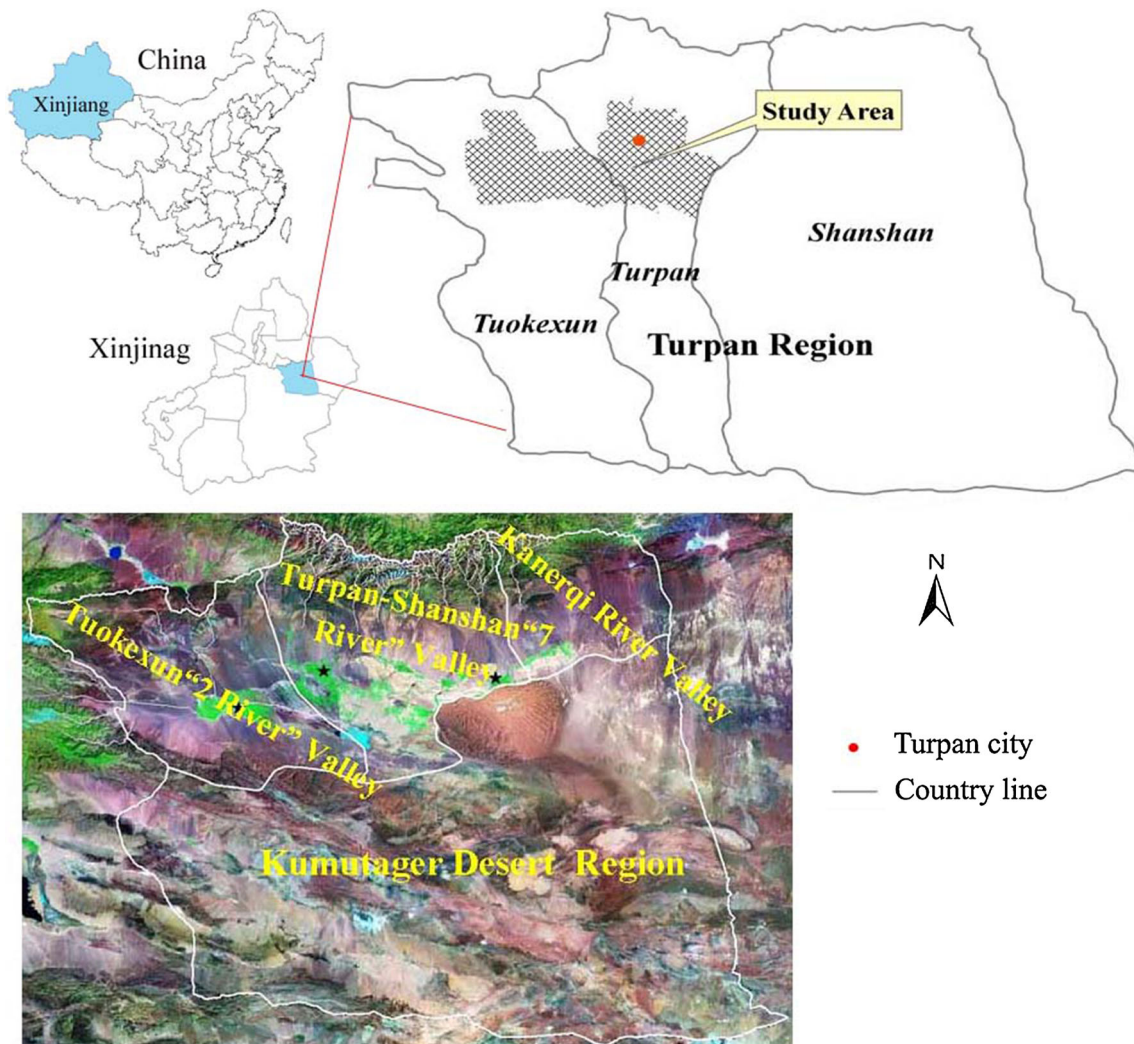 China
Xinjiang
Study Area
Shanshan
Turpan
Tuokexun
Turpan Region
Xinjinag
Kanerqi River Valley
Turpan-Shanshan“7
River” Valley
Tuokexun“2 River” Valley
Kumutager Desert Region
N
Turpan city
Country line